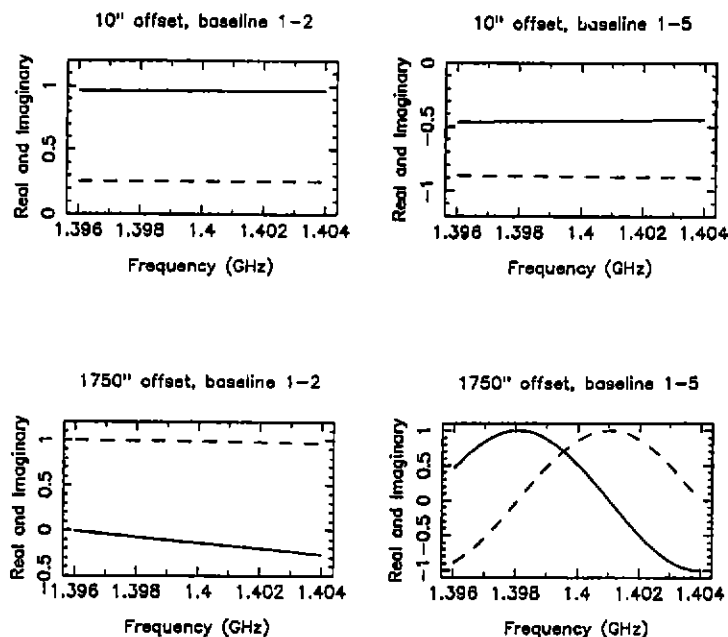 10" offset, baseline 1-2
Real and Imaginary
1
0.5
0
1.396 1.398 1.4 1.402 1.404
Frequency (GHz)
10" offset, baseline 1-5
Real and Imaginary
0
-0.5
-1
1.396 1.398 1.4 1.402 1.404
Frequency (GHz)
1750" offset, baseline 1-2
Real and Imaginary
1
0.5
0
-0.5
1.396 1.398 1.4 1.402 1.404
Frequency (GHz)
1750" offset, baseline 1-5
Real and Imaginary
1
0.5
0
-0.5
-1
1.396 1.398 1.4 1.402 1.404
Frequency (GHz)